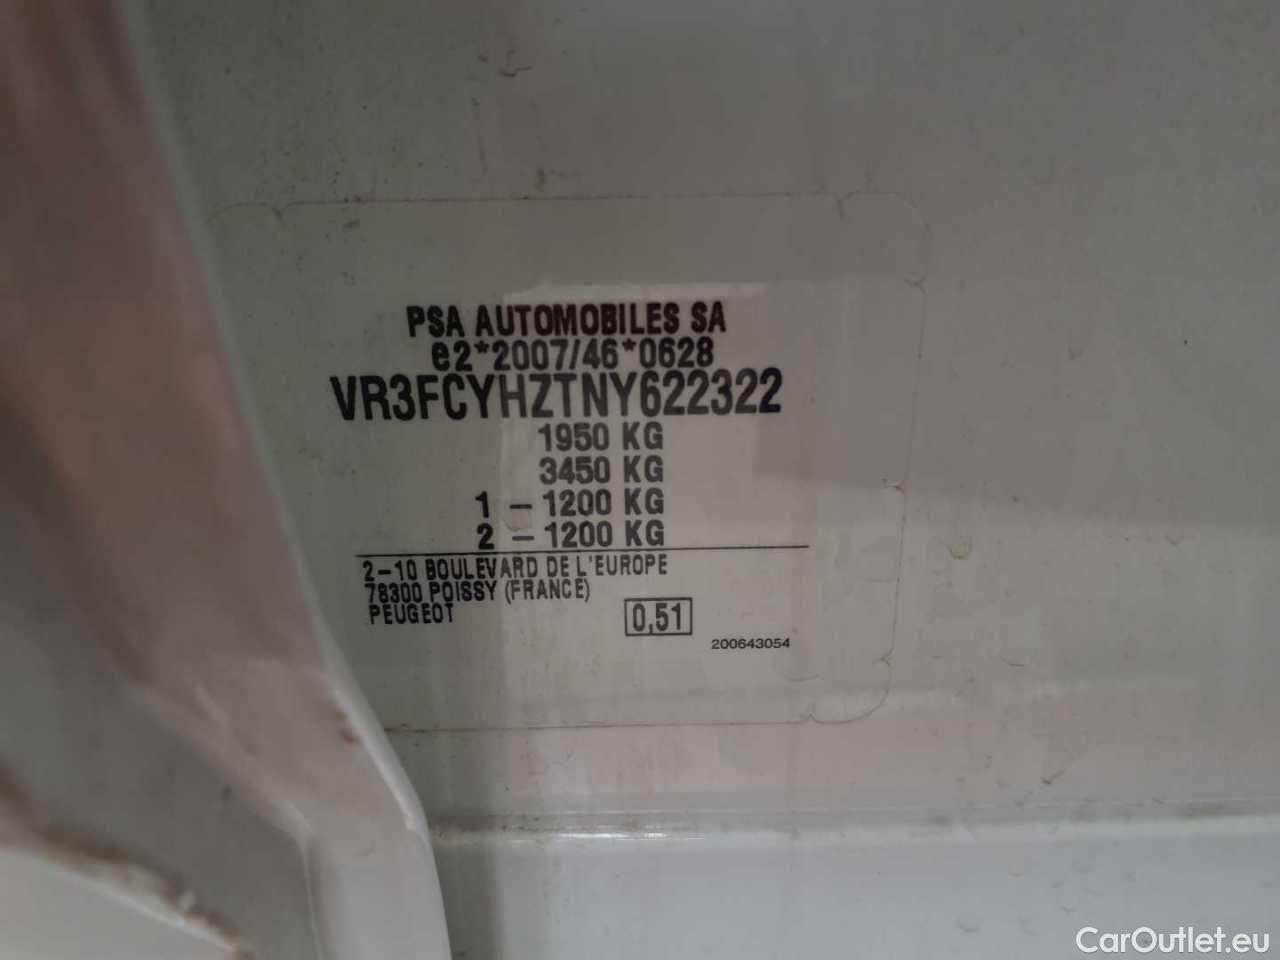 PSA AUTOMOBILES SA
e2*2007/46*0628
VR3FCYHZTNY622322
1950 KG
3450 KG
1 - 1200 KG
2 - 1200 KG
2-10 BOULEVARD DE L'EUROPE
78300 POISSY (FRANCE)
PEUGEOT
0,51
200643054
CarOutlet.eu